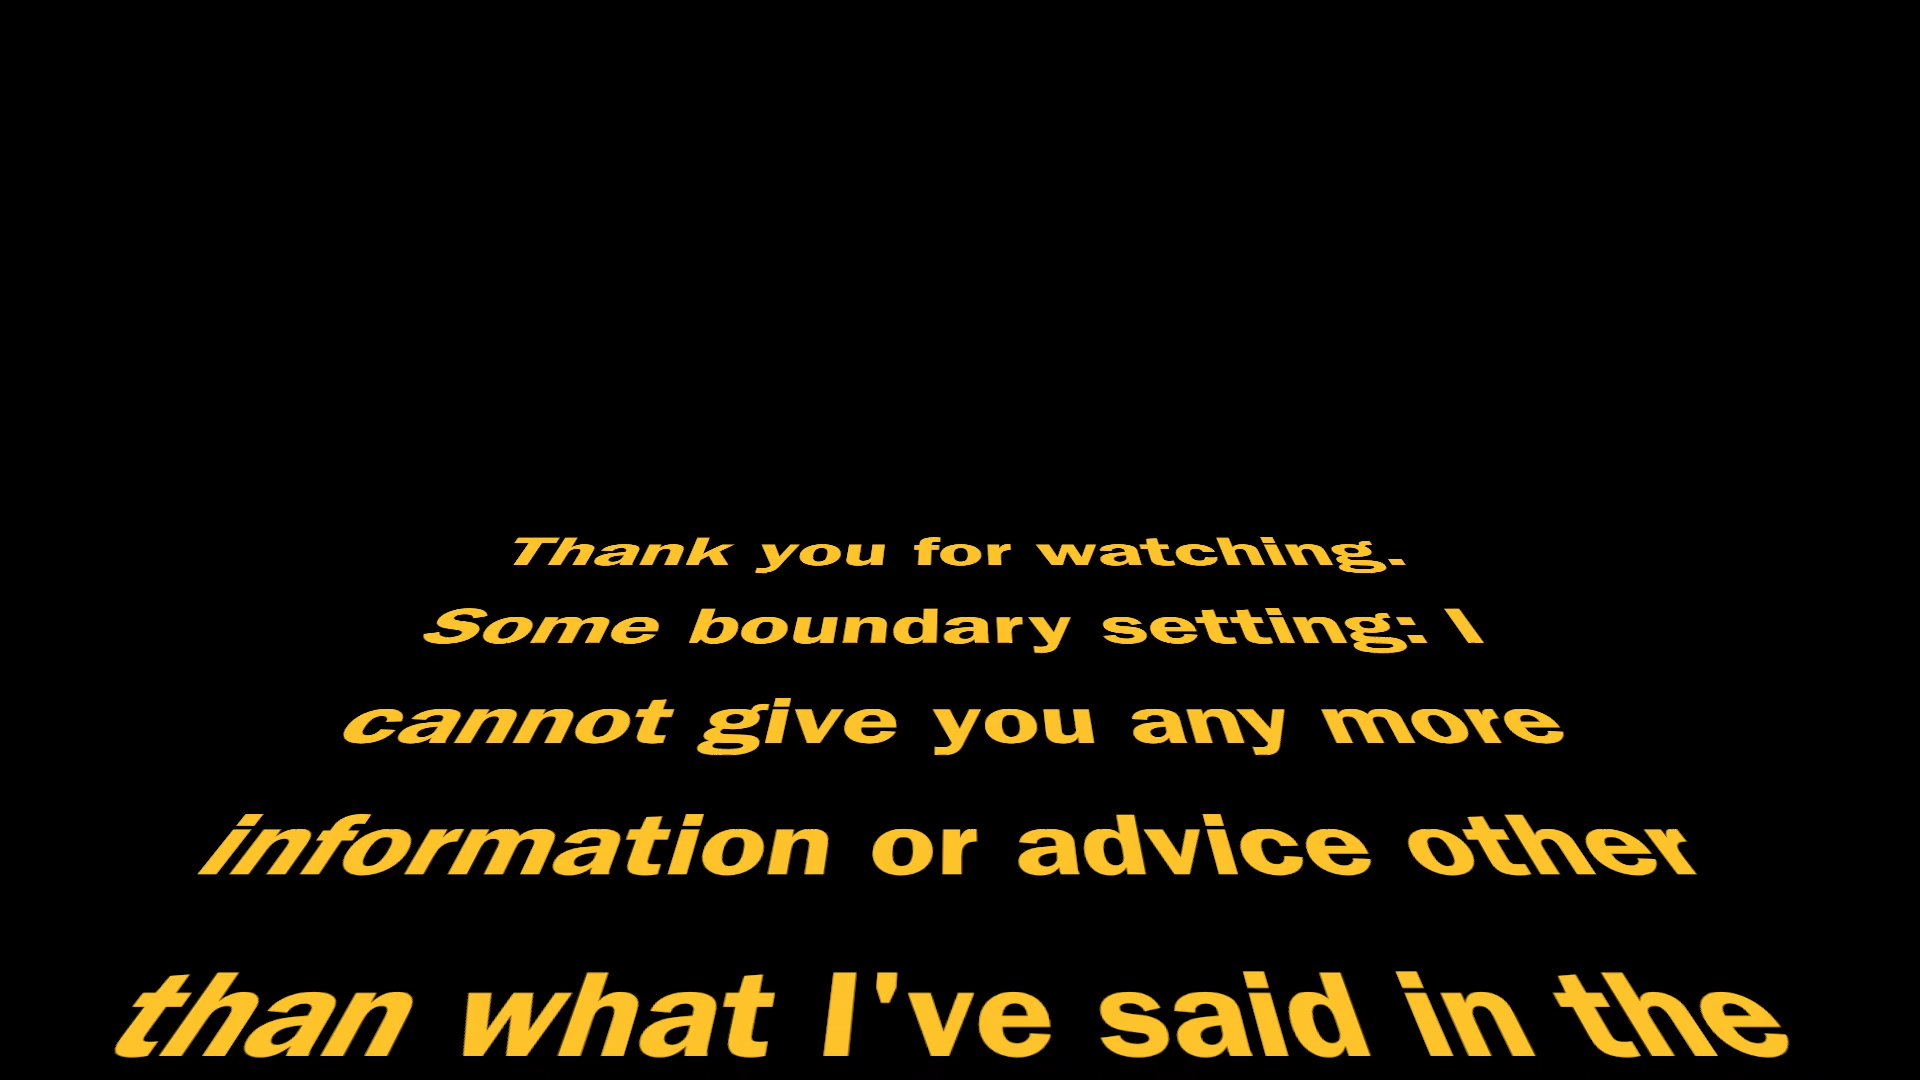 Thank you for watching.
Some boundary setting: I
cannot give you any more
information or advice other
than what I've said in the